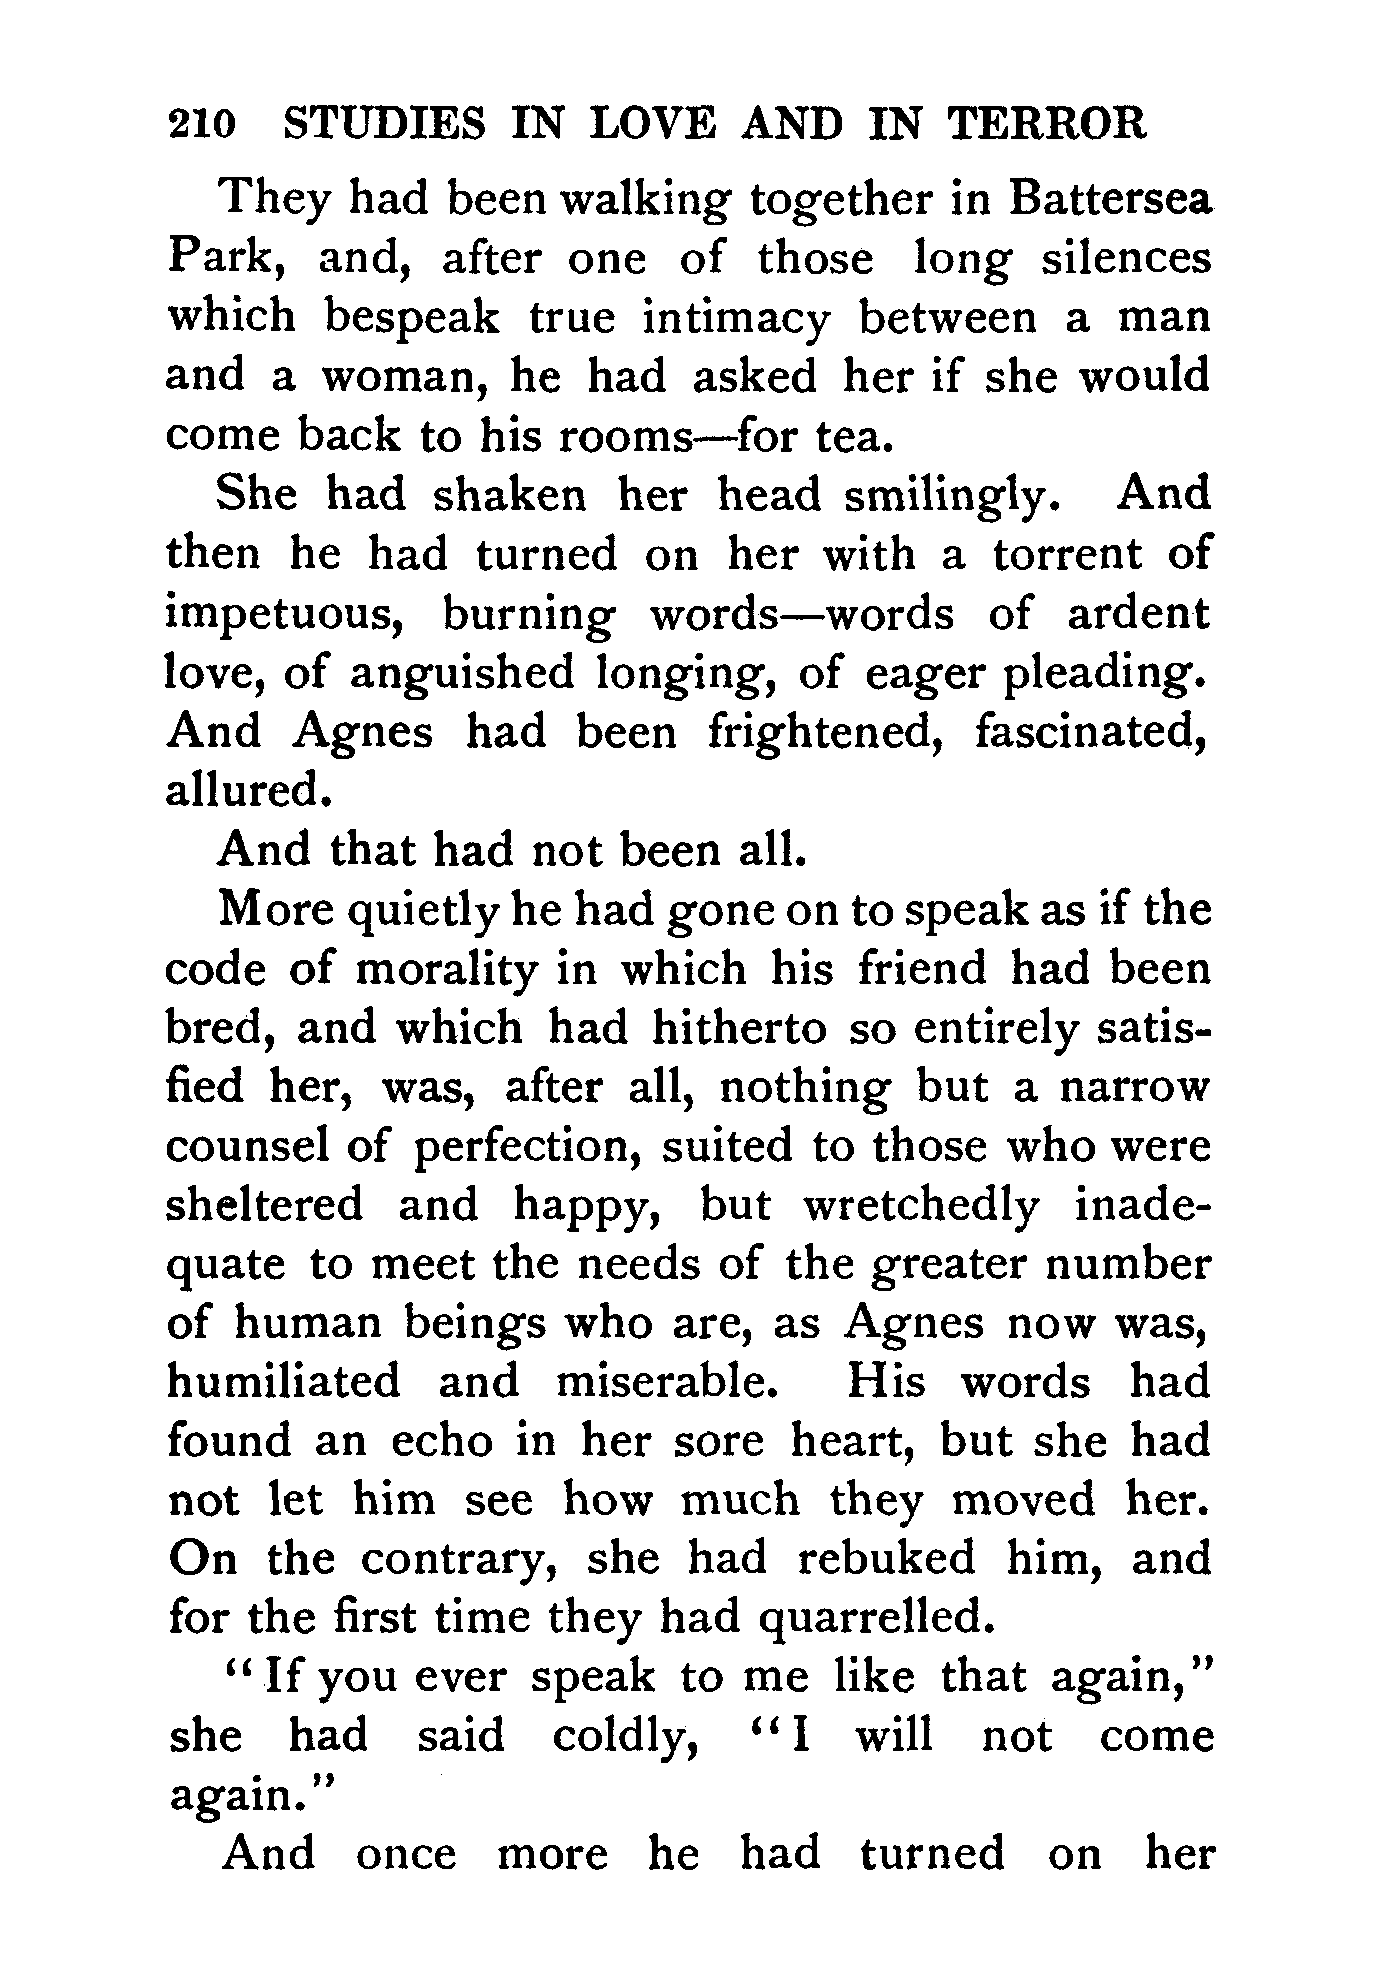 210 STUDIES IN LOVE AND IN TERROR
They had been walking together in Battersea
Park, and, after one of those long silences
which bespeak true intimacy between a man
and a woman, he had asked her if she would
come back to his rooms—for tea.
She had shaken her head smilingly. And
then he had turned on her with a torrent of
impetuous, burning words—words of ardent
love, of anguished longing, of eager pleading.
And Agnes had been frightened, fascinated,
allured.
And that had not been all.
More quietly he had gone on to speak as if the
code of morality in which his friend had been
bred, and which had hitherto so entirely satis-
fied her, was, after all, nothing but a narrow
counsel of perfection, suited to those who were
sheltered and happy, but wretchedly inade-
quate to meet the needs of the greater number
of human beings who are, as Agnes now was,
humiliated and miserable. His words had
found an echo in her sore heart, but she had
not let him see how much they moved her.
On the contrary, she had rebuked him, and
for the first time they had quarrelled.
“If you ever speak to me like that again,”
she had said coldly, “I will not come
again.”
And once more he had turned on her